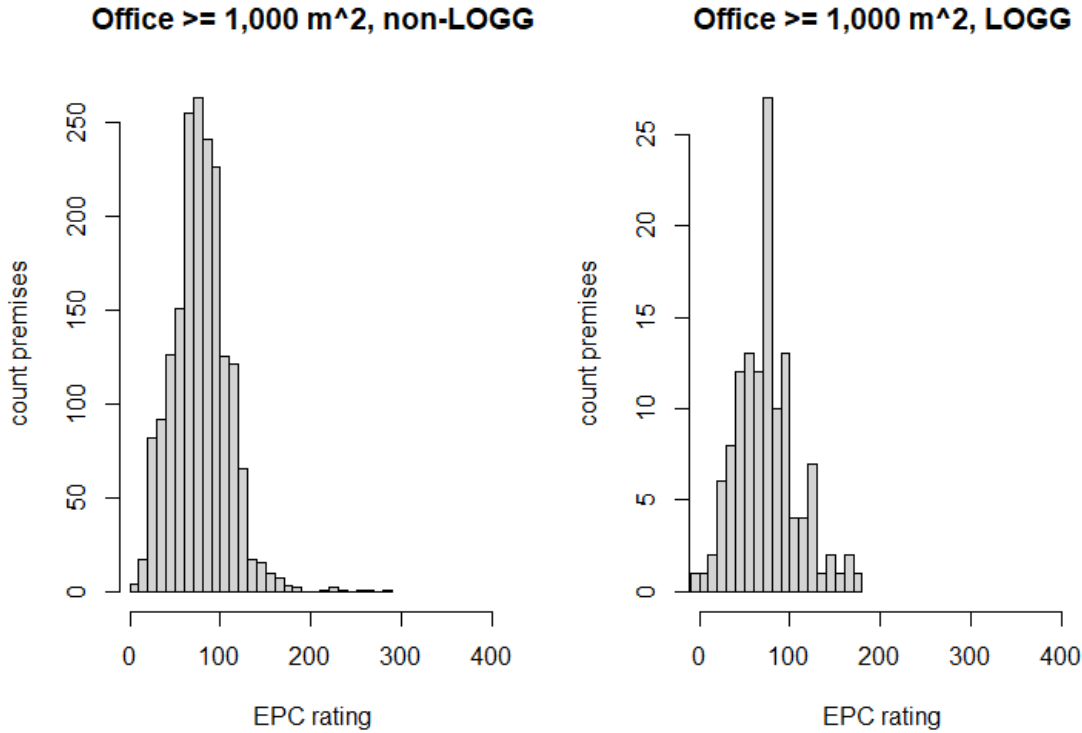 Office >= 1,000 m^2, non-LOGG
count premises
250
200
150
100
50
0
0 100 200 300 400
EPC rating
Office >= 1,000 m^2, LOGG
count premises
25
20
15
10
5
0
0 100 200 300 400
EPC rating